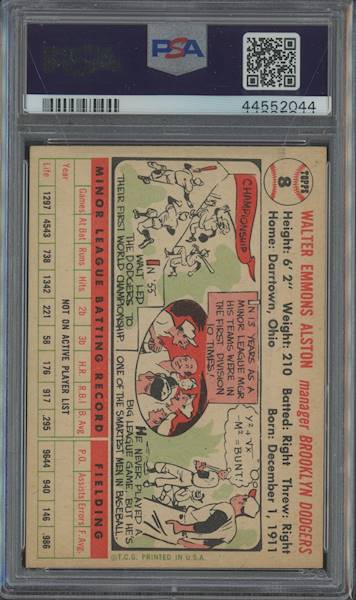 PSA
44552044
TOPPS
8
WALTER EMMONS ALSTON manager BROOKLYN DODGERS
Height: 6' 2" Weight: 210 Batted: Right Threw: Right
Home: Darrtown, Ohio Born: December 1, 1911
CHAMPIONSHIP
IN '55
WALT LED
THE DODGERS TO
THEIR FIRST WORLD CHAMPIONSHIP.
IN 13 YEARS AS A
MINOR LEAGUE MGR.
HIS TEAMS WERE IN
THE FIRST DIVISION
10 TIMES!
Y² + √X
- M² = BUNT!
HE NEVER PLAYED A
BIG LEAGUE GAME, BUT HE'S
ONE OF THE SMARTEST MEN IN BASEBALL.
MINOR LEAGUE BATTING RECORD FIELDING
Year Games At Bat Runs Hits 2b 3b H.R. R.B.I. B.Avg P.O. Assists Errors F.Avg.
NOT ON ACTIVE PLAYER LIST
Life 1297 4543 738 1342 221 58 176 917 .295 9644 940 146 .986
©T.C.G. PRINTED IN U.S.A.